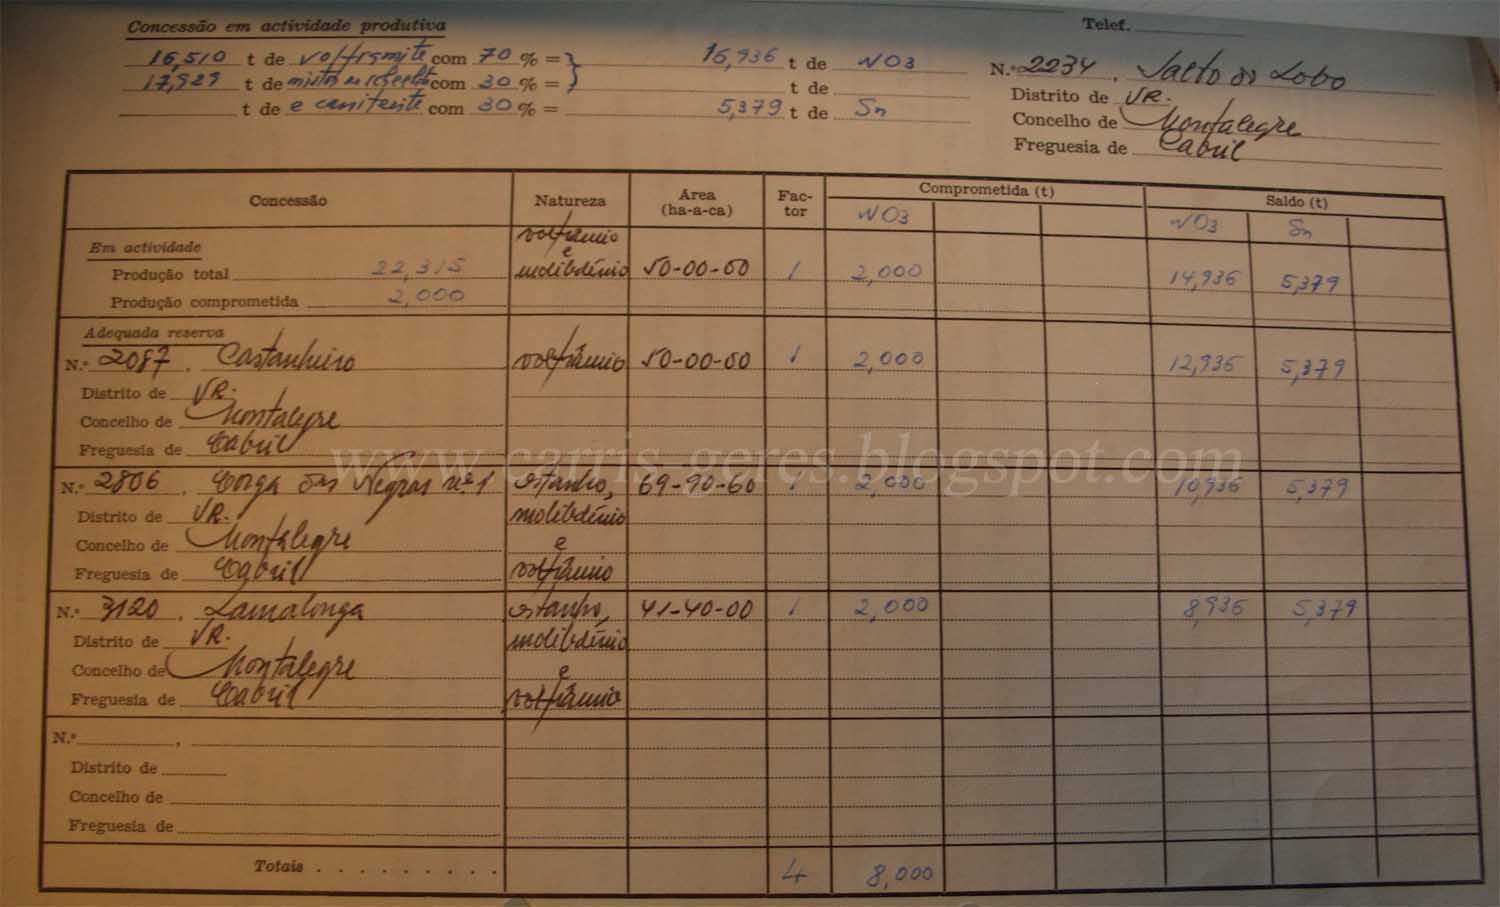 Concessão em actividade produtiva
Telef.
16,510 t de volframite com 70 % = } 16,936 t de WO3
N.º 2234, Salto do Lobo
17,929 t de mistos de scheelite com 30 % = } t de
Distrito de VR.
t de e cassiterite com 30 % = 5,379 t de Sn
Concelho de Montalegre
Freguesia de Cabril
Concessão Natureza Área (ha-a-ca) Fac-tor Comprometida (t) Saldo (t)
WO3 WO3 Sn
Em actividade volfrâmio
e
Produção total 22,315 molibdénio 50-00-00 1 2,000 14,936 5,379
Produção comprometida 2,000
Adequada reserva
N.º 2087, Castanheiro volfrâmio 50-00-00 1 2,000 12,936 5,379
Distrito de VR.
Concelho de Montalegre
Freguesia de Cabril
www.carris-geres.blogspot.com
N.º 2806, Corga das Negras nº 1 estanho, 69-90-60 1 2,000 10,936 5,379
Distrito de VR. molibdénio
Concelho de Montalegre e
Freguesia de Cabril volfrâmio
N.º 3120, Lamalonga estanho, 41-40-00 1 2,000 8,936 5,379
Distrito de VR. molibdénio
Concelho de Montalegre e
Freguesia de Cabril volfrâmio
N.º ,
Distrito de
Concelho de
Freguesia de
Totais . . . . . . . . . 4 8,000